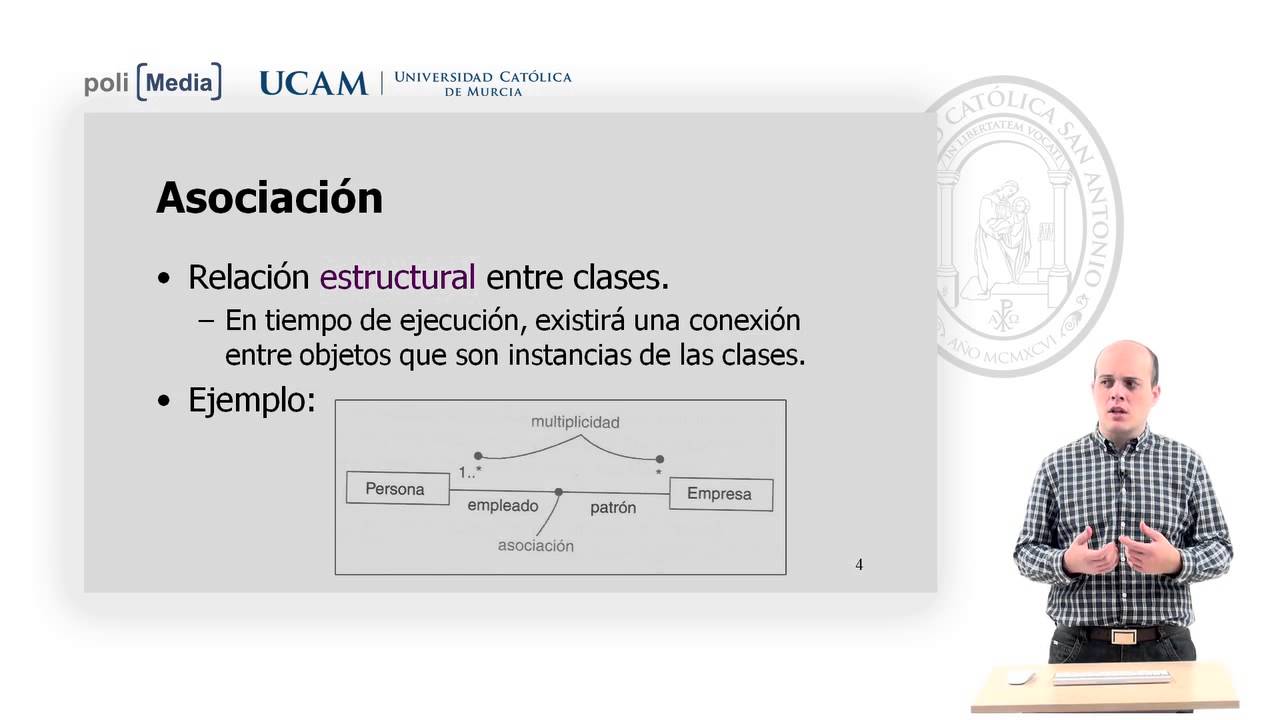 poli [Media]
UCAM | UNIVERSIDAD CATÓLICA
DE MURCIA
CATÓLICA SAN ANTONIO
IN LIBERTATEM VOCATI
AÑO MCMXCVI
Asociación
• Relación estructural entre clases.
– En tiempo de ejecución, existirá una conexión
entre objetos que son instancias de las clases.
• Ejemplo:
multiplicidad
1..*
*
Persona
Empresa
empleado
patrón
asociación
4